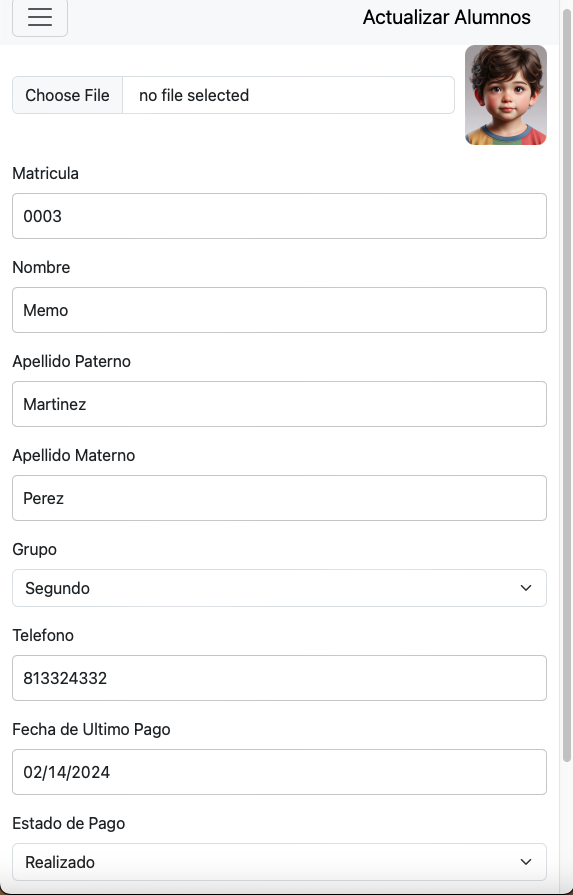 Actualizar Alumnos
Choose File no file selected
Matricula
0003
Nombre
Memo
Apellido Paterno
Martinez
Apellido Materno
Perez
Grupo
Segundo
Telefono
813324332
Fecha de Ultimo Pago
02/14/2024
Estado de Pago
Realizado